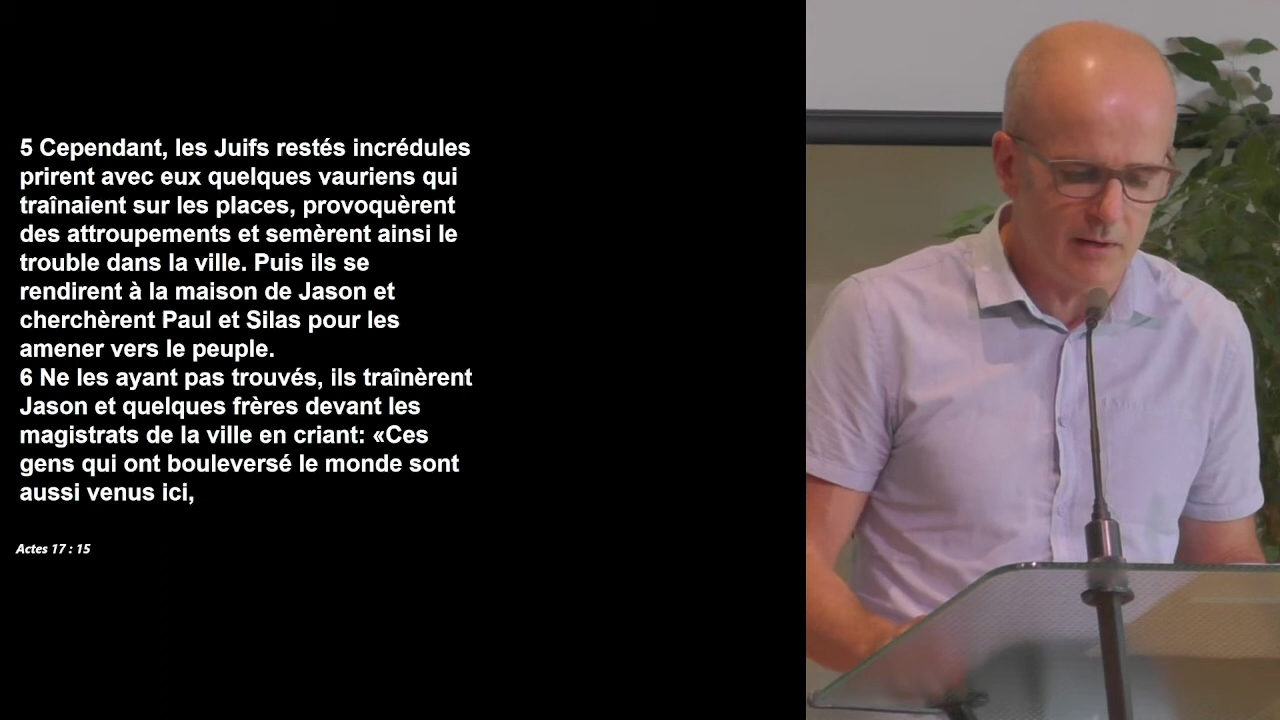 5 Cependant, les Juifs restés incrédules
prirent avec eux quelques vauriens qui
traînaient sur les places, provoquèrent
des attroupements et semèrent ainsi le
trouble dans la ville. Puis ils se
rendirent à la maison de Jason et
cherchèrent Paul et Silas pour les
amener vers le peuple.
6 Ne les ayant pas trouvés, ils traînèrent
Jason et quelques frères devant les
magistrats de la ville en criant: «Ces
gens qui ont bouleversé le monde sont
aussi venus ici,
Actes 17 : 15